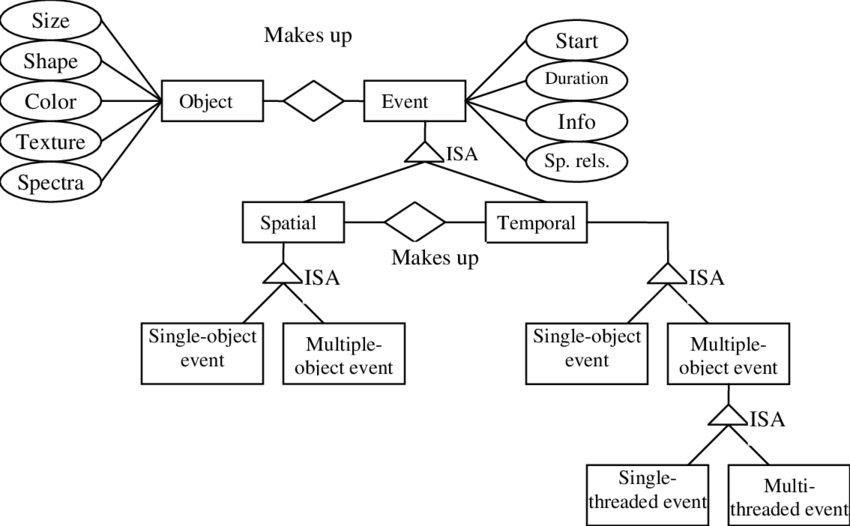 Size
Makes up
Start
Shape
Duration
Object
Event
Color
Info
Texture
ISA
Sp. rels.
Spectra
Spatial
Temporal
Makes up
ISA
ISA
Single-object
event
Multiple-
object event
Single-object
event
Multiple-
object event
ISA
Single-
threaded event
Multi-
threaded event